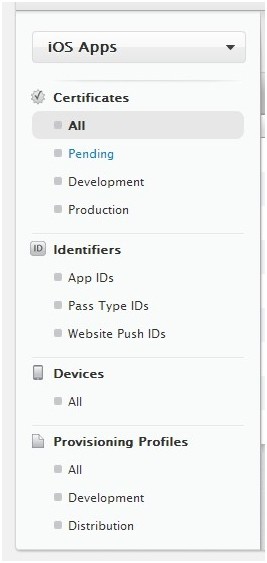 iOS Apps
Certificates
All
Pending
Development
Production
ID Identifiers
App IDs
Pass Type IDs
Website Push IDs
Devices
All
Provisioning Profiles
All
Development
Distribution